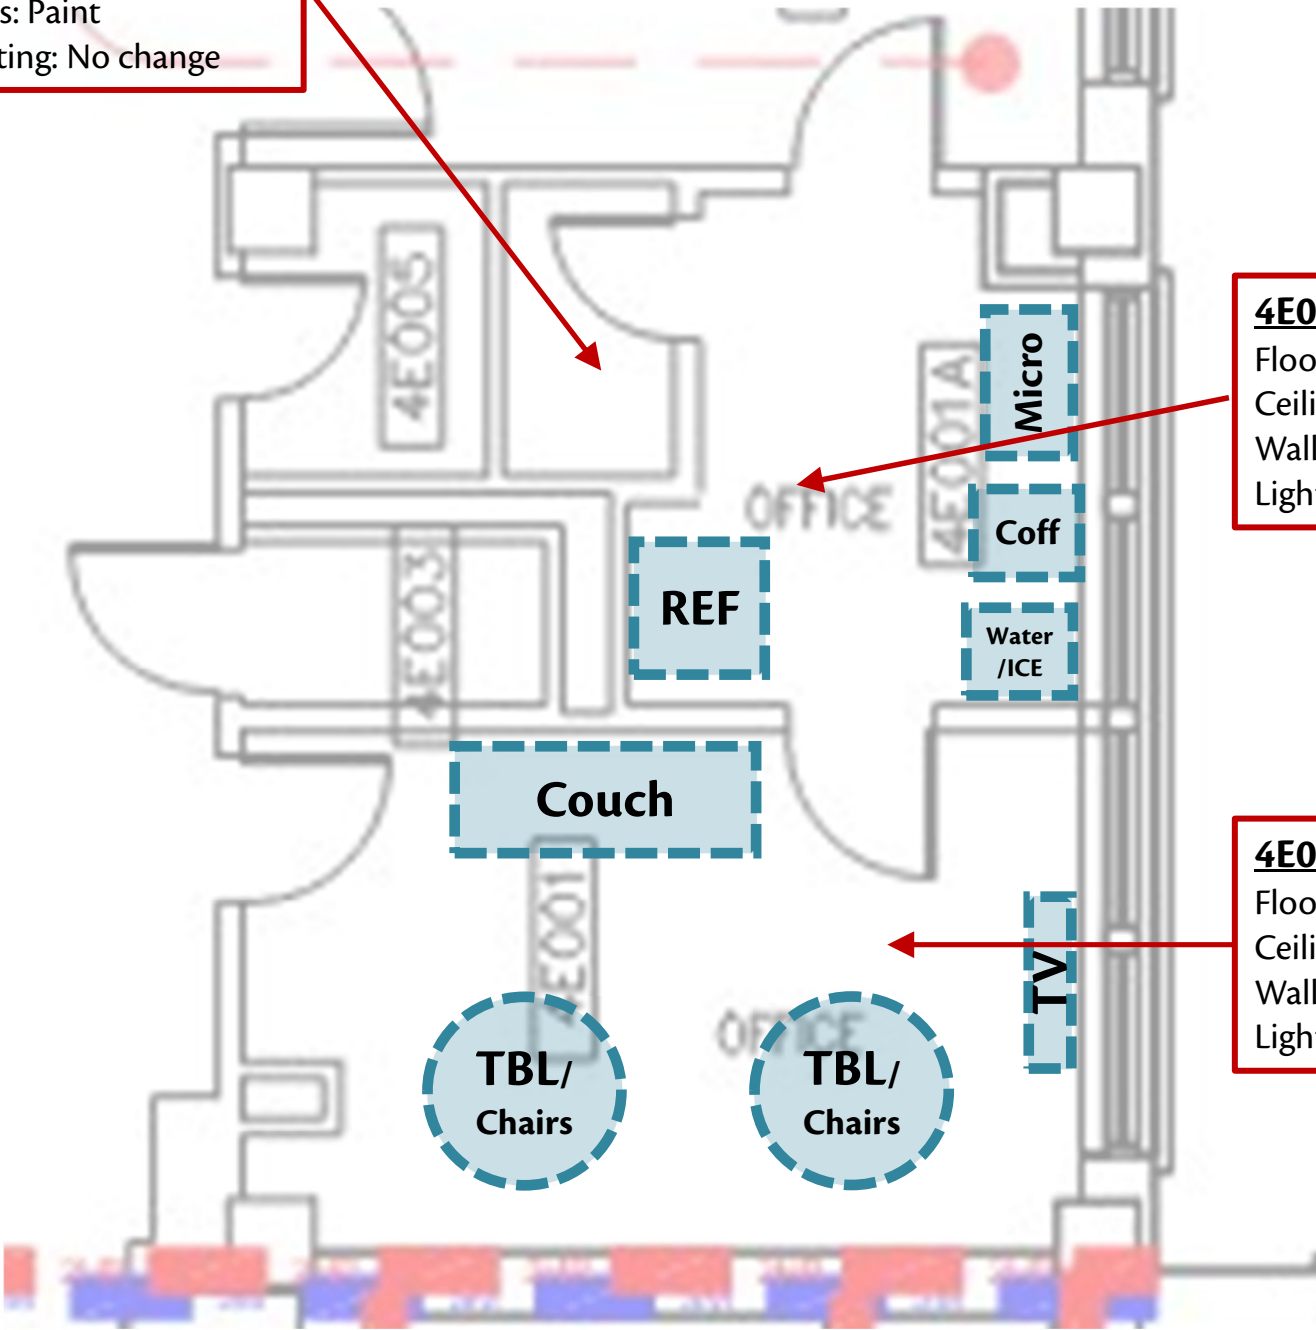 s: Paint
ting: No change
4E005
4E001A
Micro
4E0
Floo
Ceili
Wall
Ligh
OFFICE
Coff
4E003
REF
Water
/ICE
Couch
4E001
4E0
Floo
Ceili
Wall
Ligh
TV
OFFICE
TBL/
Chairs
TBL/
Chairs